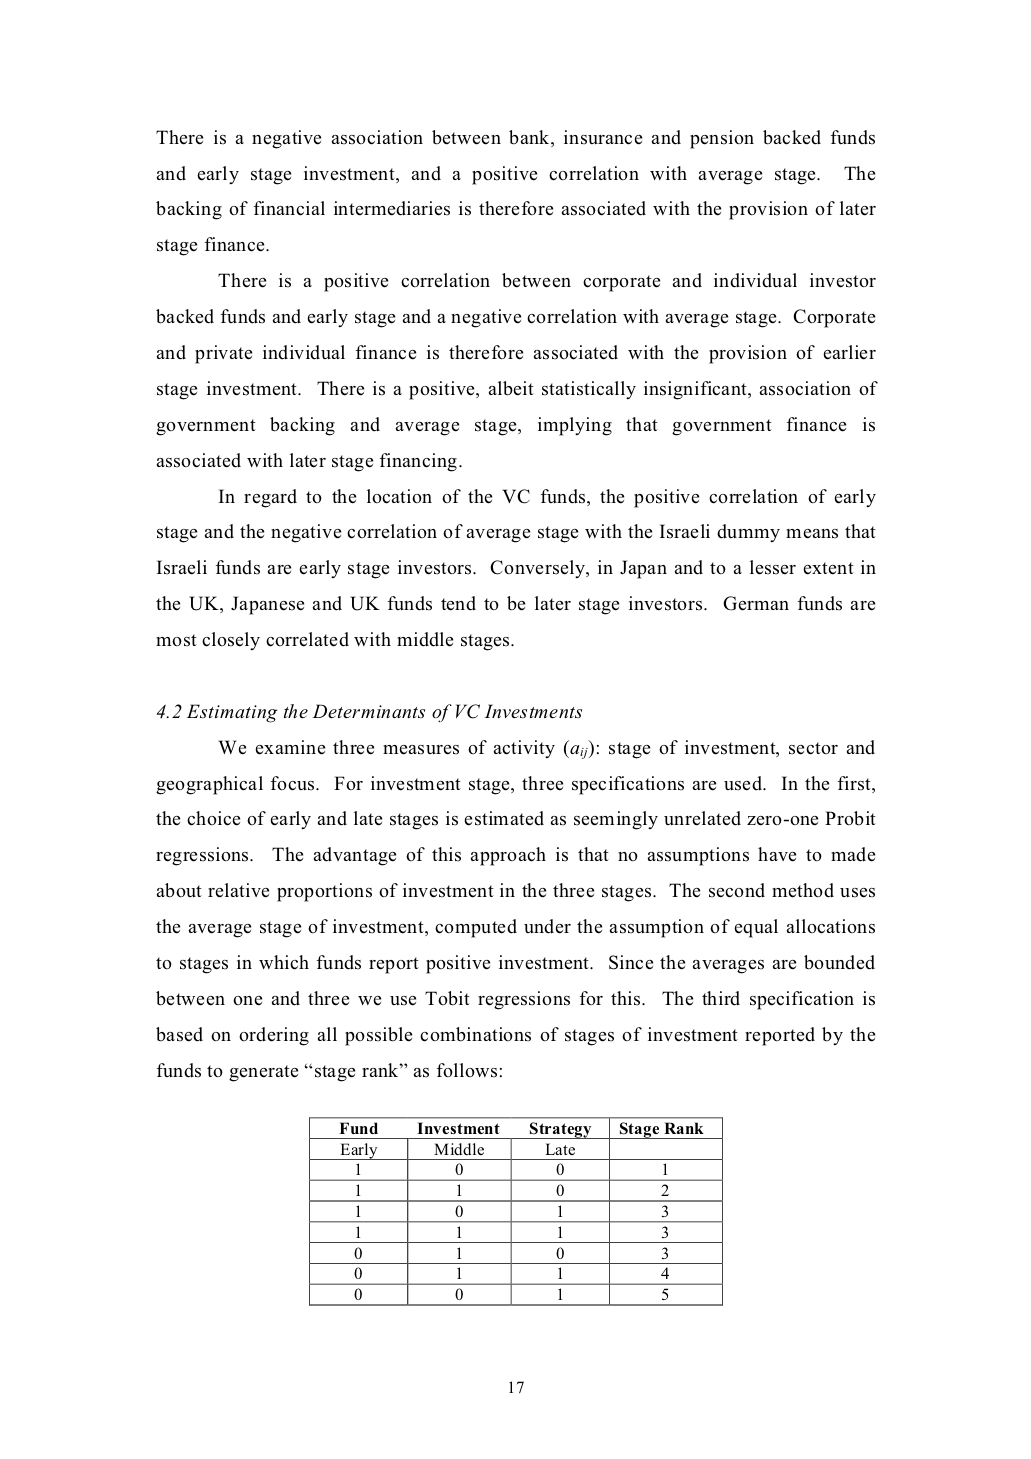 There is a negative association between bank, insurance and pension backed funds
and early stage investment, and a positive correlation with average stage. The
backing of financial intermediaries is therefore associated with the provision of later
stage finance.
There is a positive correlation between corporate and individual investor
backed funds and early stage and a negative correlation with average stage. Corporate
and private individual finance is therefore associated with the provision of earlier
stage investment. There is a positive, albeit statistically insignificant, association of
government backing and average stage, implying that government finance is
associated with later stage financing.
In regard to the location of the VC funds, the positive correlation of early
stage and the negative correlation of average stage with the Israeli dummy means that
Israeli funds are early stage investors. Conversely, in Japan and to a lesser extent in
the UK, Japanese and UK funds tend to be later stage investors. German funds are
most closely correlated with middle stages.
4.2 Estimating the Determinants of VC Investments
We examine three measures of activity (aij): stage of investment, sector and
geographical focus. For investment stage, three specifications are used. In the first,
the choice of early and late stages is estimated as seemingly unrelated zero-one Probit
regressions. The advantage of this approach is that no assumptions have to made
about relative proportions of investment in the three stages. The second method uses
the average stage of investment, computed under the assumption of equal allocations
to stages in which funds report positive investment. Since the averages are bounded
between one and three we use Tobit regressions for this. The third specification is
based on ordering all possible combinations of stages of investment reported by the
funds to generate “stage rank” as follows:
Fund Investment Strategy Stage Rank
Early Middle Late
1 0 0 1
1 1 0 2
1 0 1 3
1 1 1 3
0 1 0 3
0 1 1 4
0 0 1 5
17